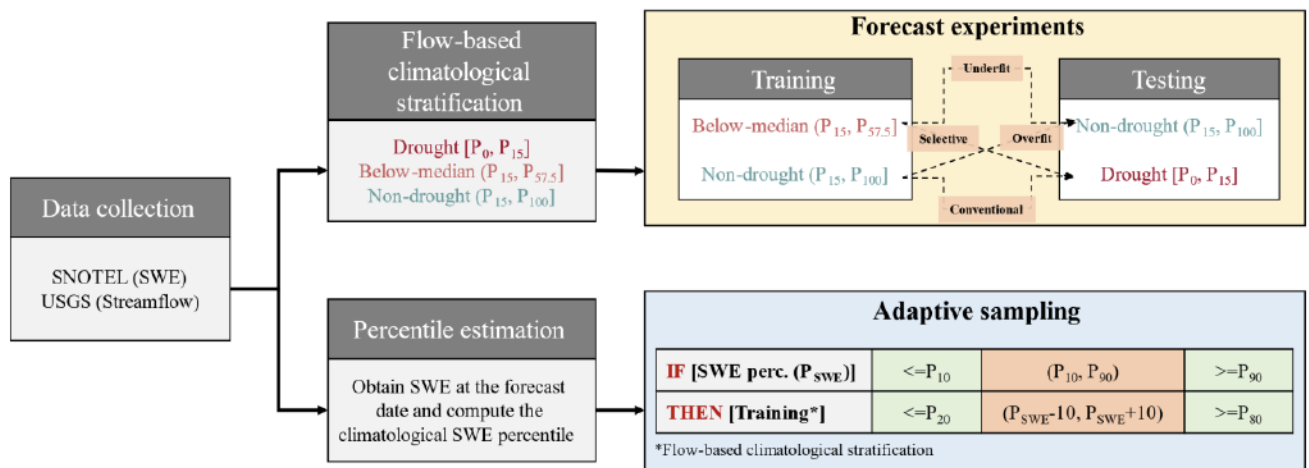 Data collection
SNOTEL (SWE)
USGS (Streamflow)
Flow-based
climatological
stratification
Drought [P₀, P₁₅]
Below-median (P₁₅, P₅₇.₅]
Non-drought (P₁₅, P₁₀₀]
Forecast experiments
Training
Below-median (P₁₅, P₅₇.₅]
Non-drought (P₁₅, P₁₀₀]
Underfit
Selective
Overfit
Conventional
Testing
Non-drought (P₁₅, P₁₀₀]
Drought [P₀, P₁₅]
Percentile estimation
Obtain SWE at the forecast
date and compute the
climatological SWE percentile
Adaptive sampling
IF [SWE perc. (P_SWE)] <=P₁₀ (P₁₀, P₉₀) >=P₉₀
THEN [Training*] <=P₂₀ (P_SWE-10, P_SWE+10) >=P₈₀
*Flow-based climatological stratification